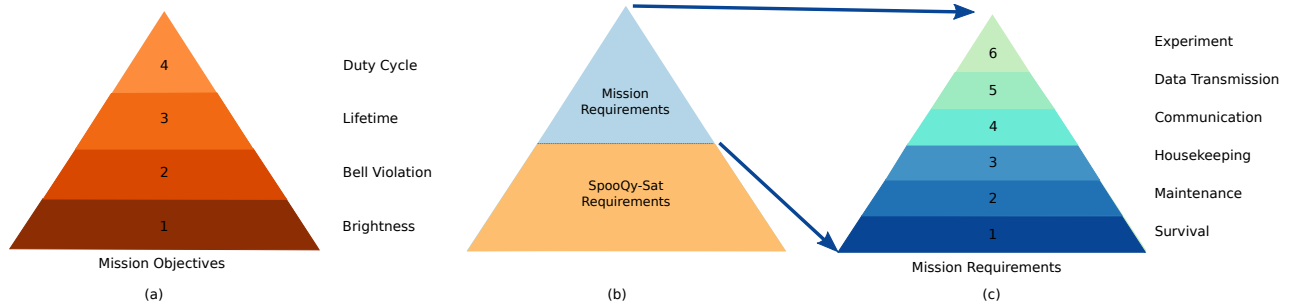 4
3
2
1
Duty Cycle
Lifetime
Bell Violation
Brightness
Mission Objectives
(a)
Mission
Requirements
SpooQy-Sat
Requirements
(b)
6
5
4
3
2
1
Experiment
Data Transmission
Communication
Housekeeping
Maintenance
Survival
Mission Requirements
(c)